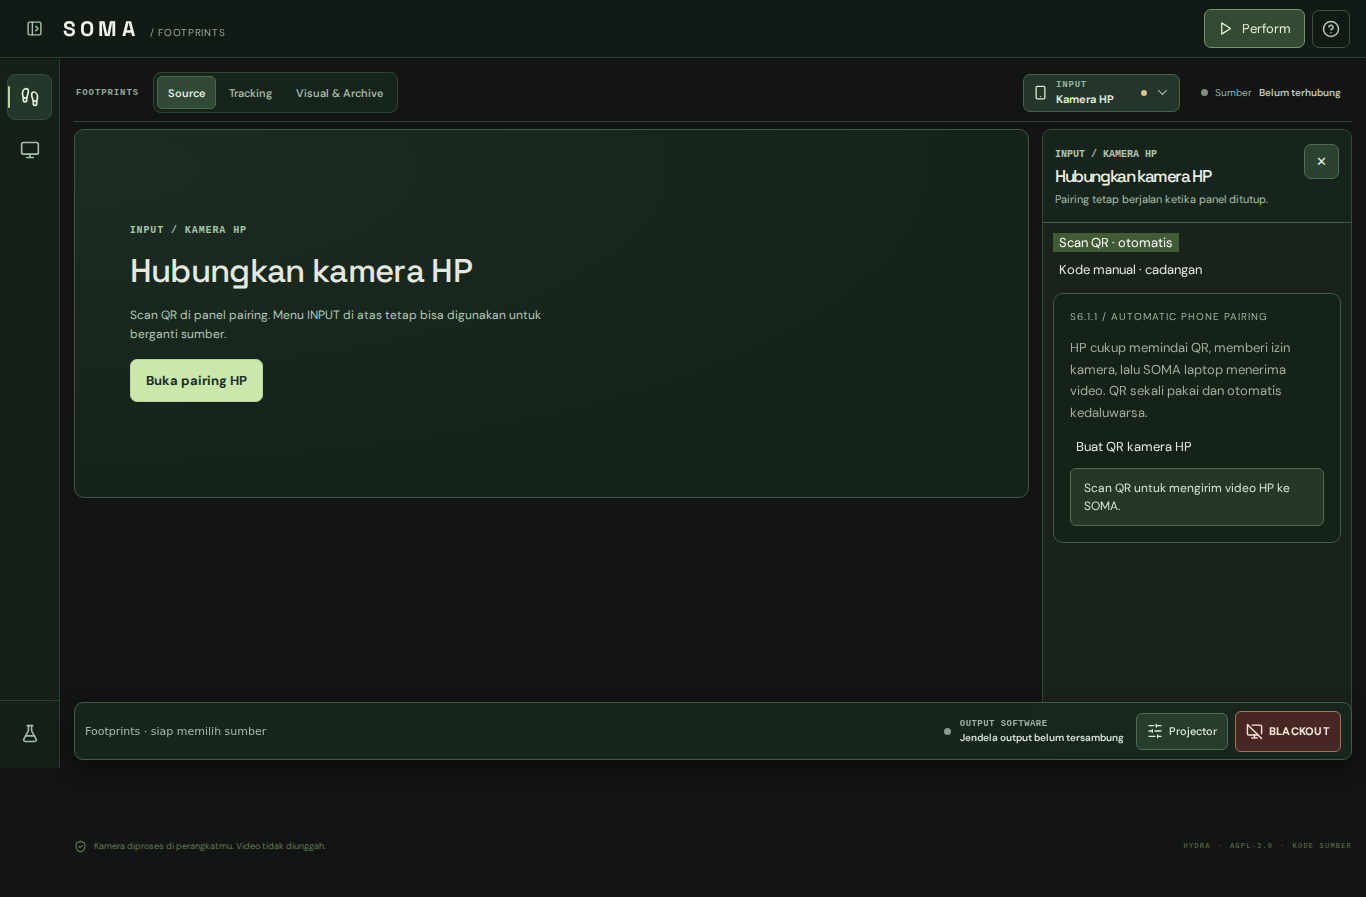 SOMA / FOOTPRINTS
Perform
FOOTPRINTS
Source
Tracking
Visual & Archive
INPUT
Kamera HP
Sumber Belum terhubung
INPUT / KAMERA HP
Hubungkan kamera HP
Scan QR di panel pairing. Menu INPUT di atas tetap bisa digunakan untuk
berganti sumber.
Buka pairing HP
INPUT / KAMERA HP
Hubungkan kamera HP
Pairing tetap berjalan ketika panel ditutup.
Scan QR · otomatis
Kode manual · cadangan
S6.1.1 / AUTOMATIC PHONE PAIRING
HP cukup memindai QR, memberi izin
kamera, lalu SOMA laptop menerima
video. QR sekali pakai dan otomatis
kedaluwarsa.
Buat QR kamera HP
Scan QR untuk mengirim video HP ke
SOMA.
Footprints · siap memilih sumber
OUTPUT SOFTWARE
Jendela output belum tersambung
Projector
BLACKOUT
Kamera diproses di perangkatmu. Video tidak diunggah.
HYDRA · AGPL-3.0 · KODE SUMBER